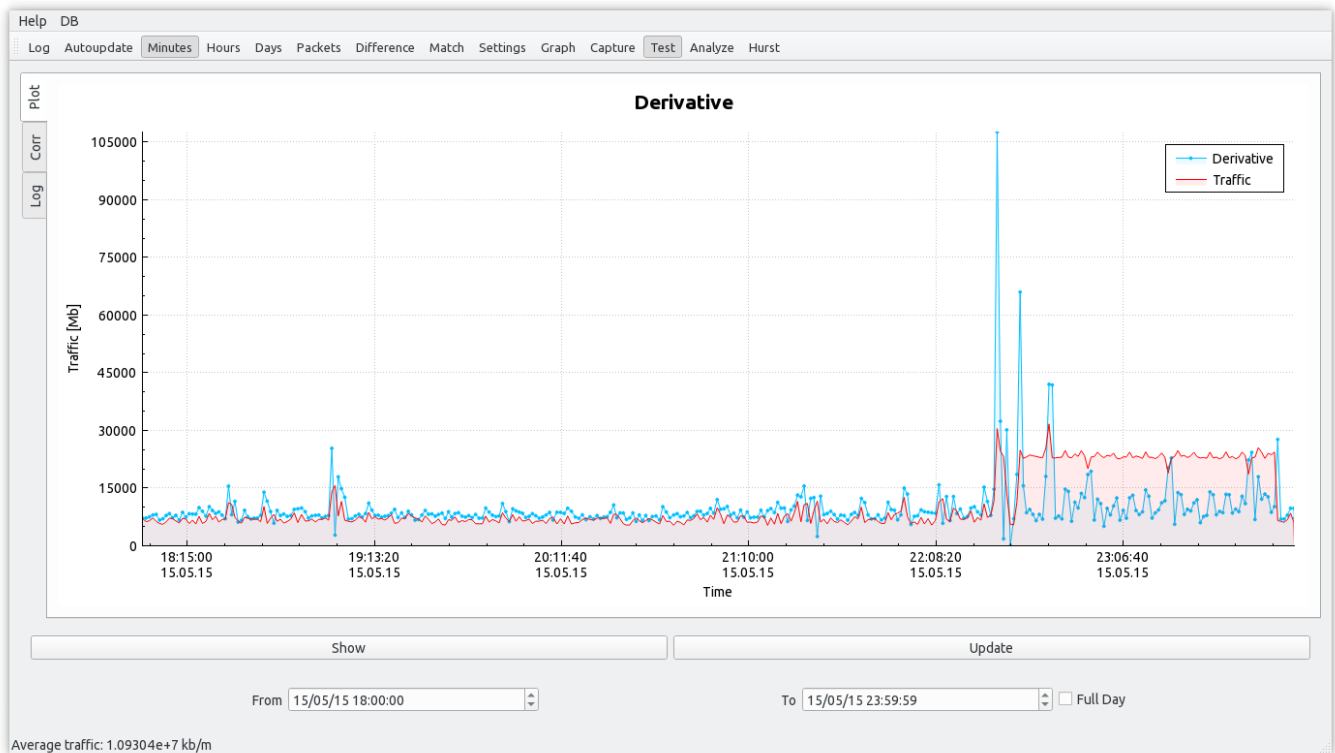 Help DB
Log Autoupdate Minutes Hours Days Packets Difference Match Settings Graph Capture Test Analyze Hurst
Plot
Corr
Log
Derivative
Derivative
Traffic
Traffic [Mb]
105000
90000
75000
60000
45000
30000
15000
0
18:15:00 19:13:20 20:11:40 21:10:00 22:08:20 23:06:40
15.05.15 15.05.15 15.05.15 15.05.15 15.05.15 15.05.15
Time
Show Update
From 15/05/15 18:00:00 To 15/05/15 23:59:59 Full Day
Average traffic: 1.09304e+7 kb/m